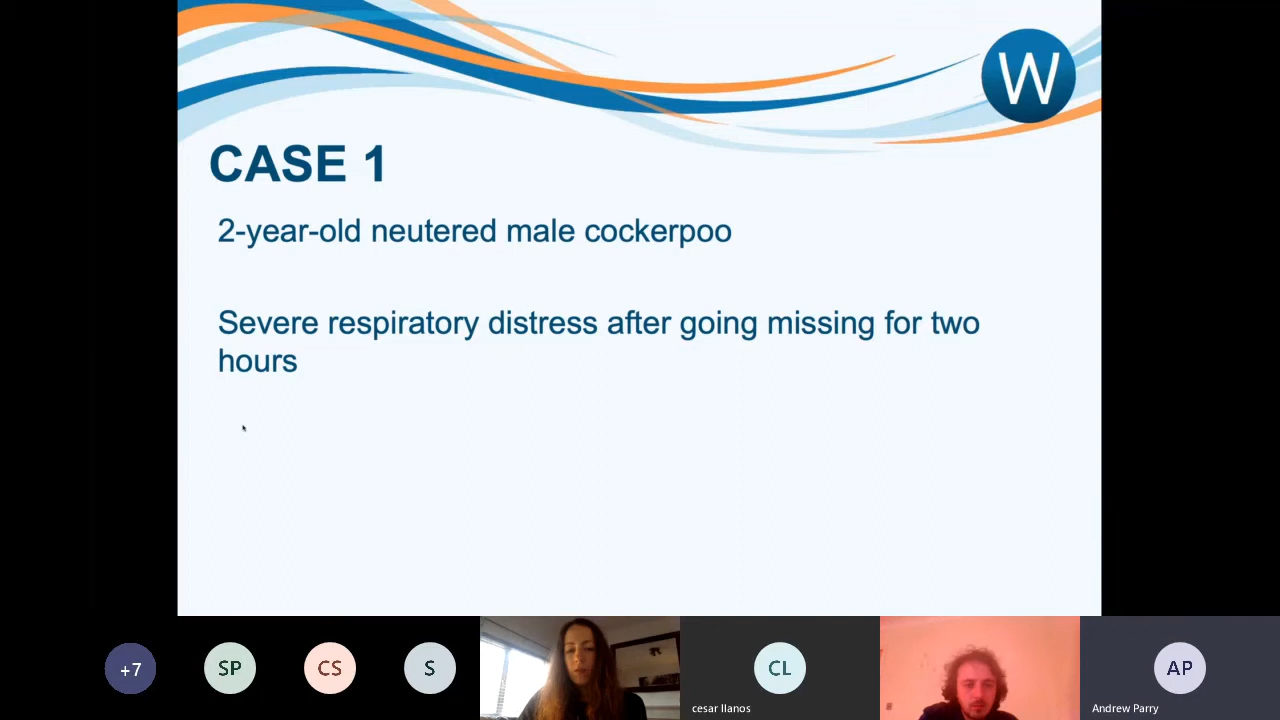 W
CASE 1
2-year-old neutered male cockerpoo
Severe respiratory distress after going missing for two
hours
+7
SP
CS
S
CL
cesar llanos
AP
Andrew Parry